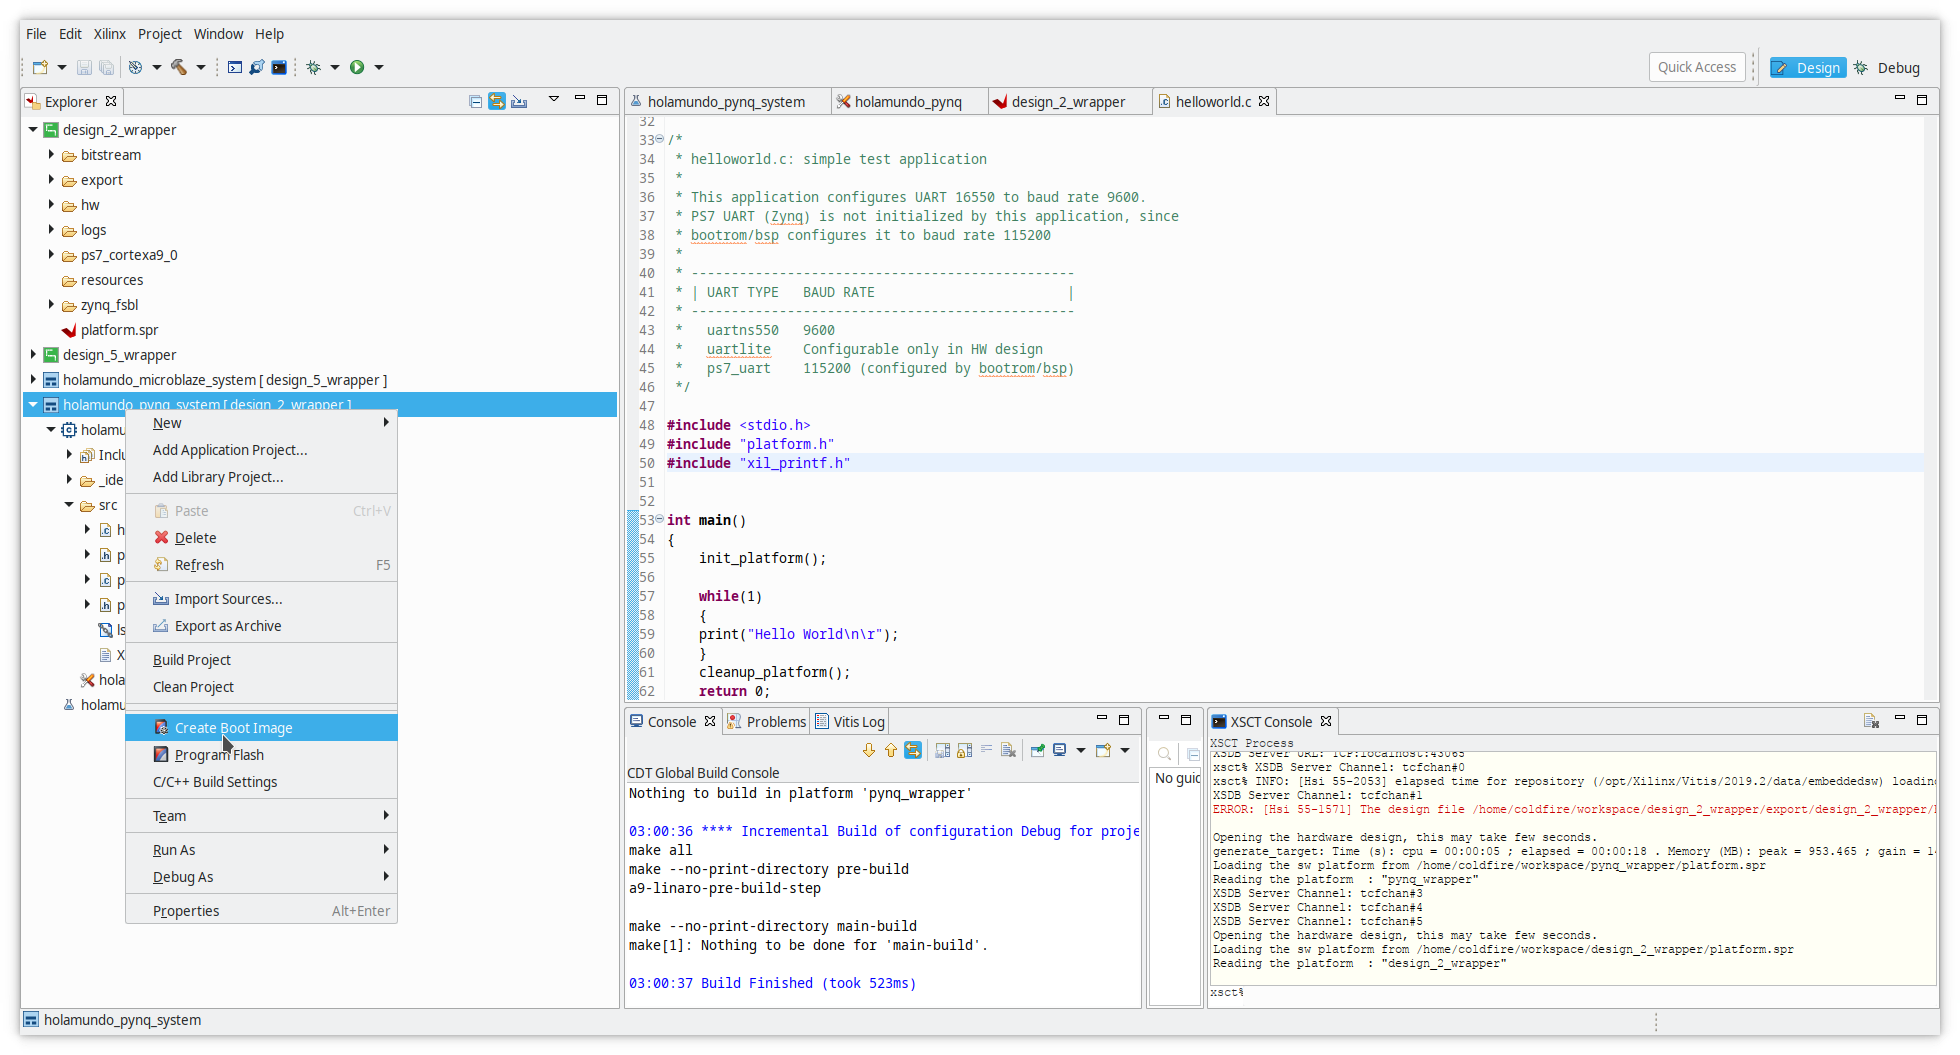 File Edit Xilinx Project Window Help
Quick Access
Design
Debug
Explorer
design_2_wrapper
bitstream
export
hw
logs
ps7_cortexa9_0
resources
zynq_fsbl
platform.spr
design_5_wrapper
holamundo_microblaze_system [ design_5_wrapper ]
holamundo_pynq_system [ design_2_wrapper ]
holamu
Inclu
_ide
src
h
p
p
p
ls
X
hola
holamu
New
Add Application Project...
Add Library Project...
Paste Ctrl+V
Delete
Refresh F5
Import Sources...
Export as Archive
Build Project
Clean Project
Create Boot Image
Program Flash
C/C++ Build Settings
Team
Run As
Debug As
Properties Alt+Enter
holamundo_pynq_system
holamundo_pynq
design_2_wrapper
helloworld.c
32
33 /*
34 * helloworld.c: simple test application
35 *
36 * This application configures UART 16550 to baud rate 9600.
37 * PS7 UART (Zynq) is not initialized by this application, since
38 * bootrom/bsp configures it to baud rate 115200
39 *
40 * ------------------------------------------------
41 * | UART TYPE   BAUD RATE                        |
42 * ------------------------------------------------
43 *   uartns550   9600
44 *   uartlite    Configurable only in HW design
45 *   ps7_uart    115200 (configured by bootrom/bsp)
46 */
47
48 #include <stdio.h>
49 #include "platform.h"
50 #include "xil_printf.h"
51
52
53 int main()
54 {
55     init_platform();
56
57     while(1)
58     {
59     print("Hello World\n\r");
60     }
61     cleanup_platform();
62     return 0;
Console
Problems
Vitis Log
CDT Global Build Console
Nothing to build in platform 'pynq_wrapper'
03:00:36 **** Incremental Build of configuration Debug for proje
make all
make --no-print-directory pre-build
a9-linaro-pre-build-step
make --no-print-directory main-build
make[1]: Nothing to be done for 'main-build'.
03:00:37 Build Finished (took 523ms)
No guid
XSCT Console
XSCT Process
XSDB Server URL: TCP:localhost:43065
xsct% XSDB Server Channel: tcfchan#0
xsct% INFO: [Hsi 55-2053] elapsed time for repository (/opt/Xilinx/Vitis/2019.2/data/embeddedsw) loadin
XSDB Server Channel: tcfchan#1
ERROR: [Hsi 55-1571] The design file /home/coldfire/workspace/design_2_wrapper/export/design_2_wrapper/
Opening the hardware design, this may take few seconds.
generate_target: Time (s): cpu = 00:00:05 ; elapsed = 00:00:18 . Memory (MB): peak = 953.465 ; gain = 1
Loading the sw platform from /home/coldfire/workspace/pynq_wrapper/platform.spr
Reading the platform  : "pynq_wrapper"
XSDB Server Channel: tcfchan#3
XSDB Server Channel: tcfchan#4
XSDB Server Channel: tcfchan#5
Opening the hardware design, this may take few seconds.
Loading the sw platform from /home/coldfire/workspace/design_2_wrapper/platform.spr
Reading the platform  : "design_2_wrapper"
xsct%
holamundo_pynq_system